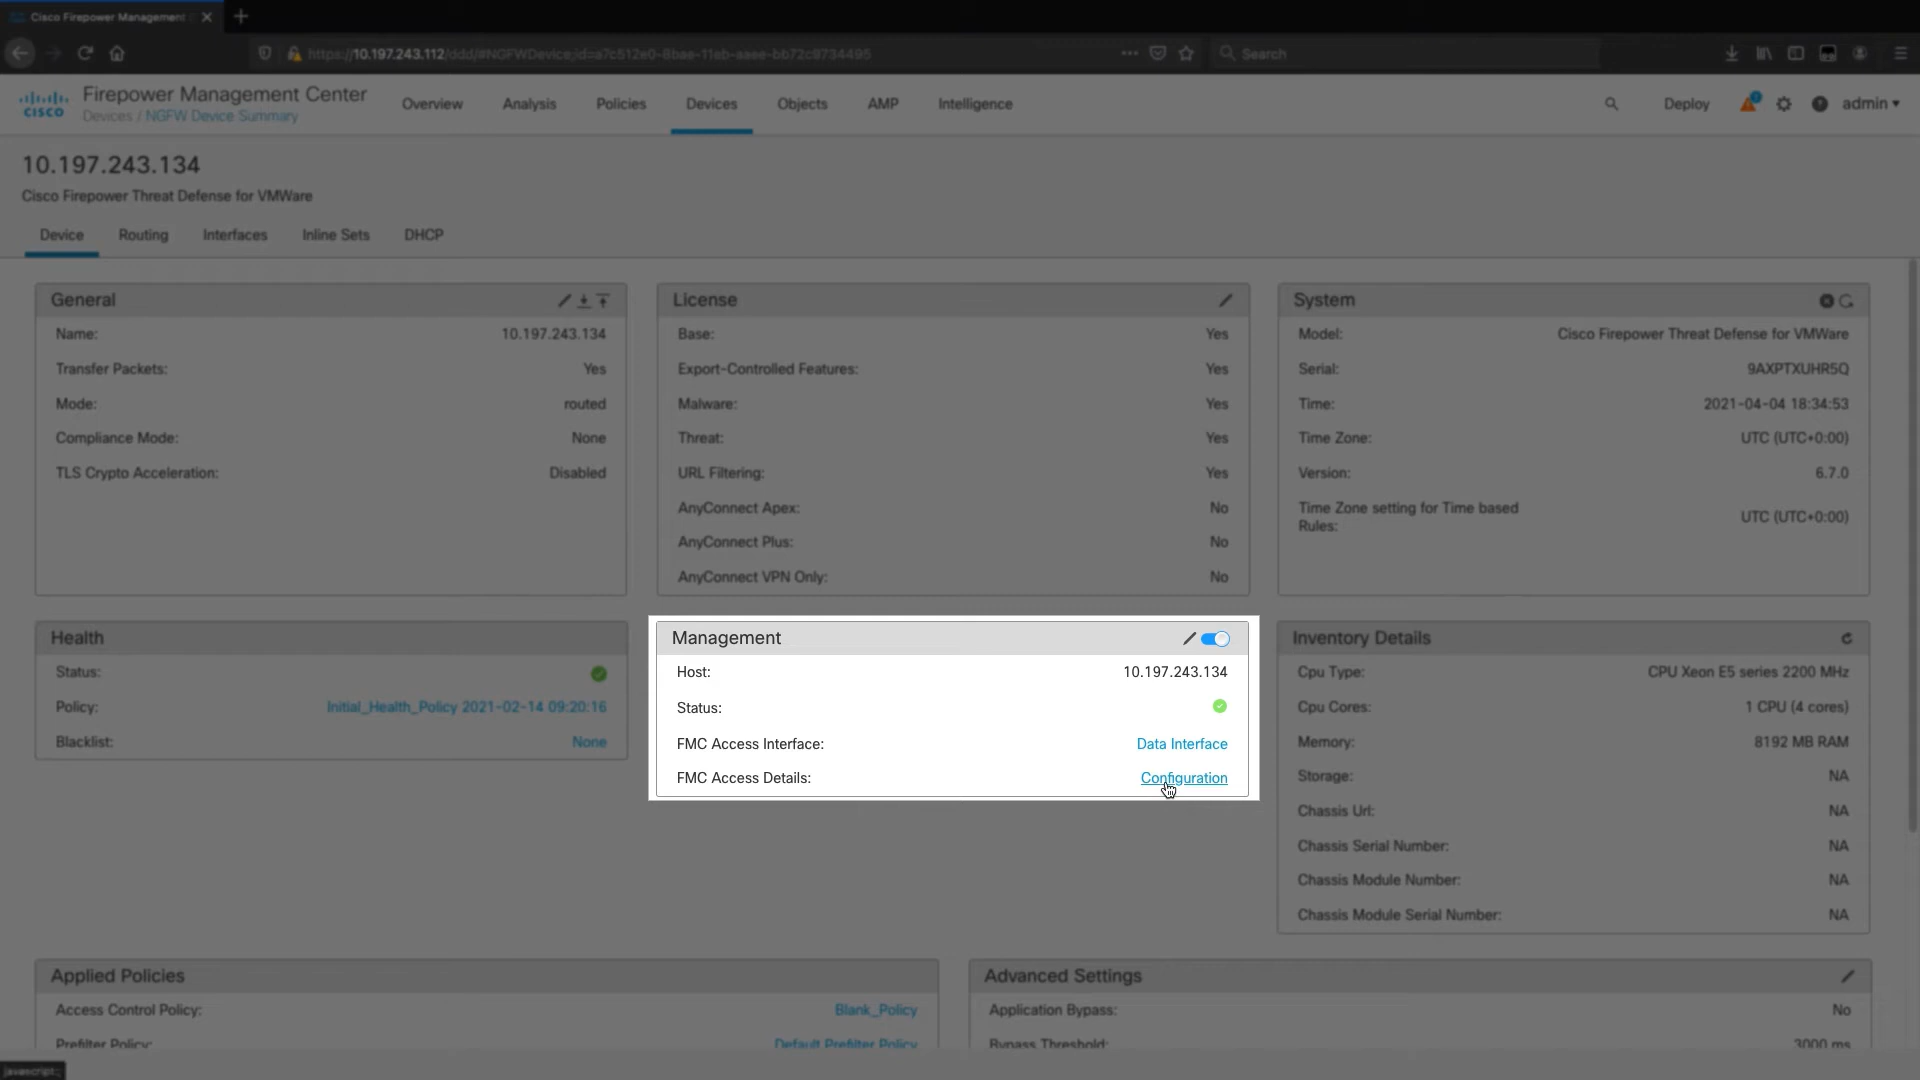 Cisco Firepower Management
https://10.197.243.112/ddd/#NGFWDevice;id=a7c512e0-8baa-11eb-aaee-bb72c9734495
Search
CISCO
Firepower Management Center
Devices / NGFW Device Summary
Overview
Analysis
Policies
Devices
Objects
AMP
Intelligence
Deploy
admin
10.197.243.134
Cisco Firepower Threat Defense for VMWare
Device
Routing
Interfaces
Inline Sets
DHCP
General
Name: 10.197.243.134
Transfer Packets: Yes
Mode: routed
Compliance Mode: None
TLS Crypto Acceleration: Disabled
License
Base: Yes
Export-Controlled Features: Yes
Malware: Yes
Threat: Yes
URL Filtering: Yes
AnyConnect Apex: No
AnyConnect Plus: No
AnyConnect VPN Only: No
System
Model: Cisco Firepower Threat Defense for VMWare
Serial: 9AXPTXUHR5Q
Time: 2021-04-04 18:34:53
Time Zone: UTC (UTC+0:00)
Version: 6.7.0
Time Zone setting for Time based
Rules: UTC (UTC+0:00)
Health
Status:
Policy: Initial_Health_Policy 2021-02-14 09:20:16
Blacklist: None
Management
Host: 10.197.243.134
Status:
FMC Access Interface: Data Interface
FMC Access Details: Configuration
Inventory Details
Cpu Type: CPU Xeon E5 series 2200 MHz
Cpu Cores: 1 CPU (4 cores)
Memory: 8192 MB RAM
Storage: NA
Chassis Url: NA
Chassis Serial Number: NA
Chassis Module Number: NA
Chassis Module Serial Number: NA
Applied Policies
Access Control Policy: Blank_Policy
Prefilter Policy: Default Prefilter Policy
Advanced Settings
Application Bypass: No
Bypass Threshold: 3000 ms
javascript:;